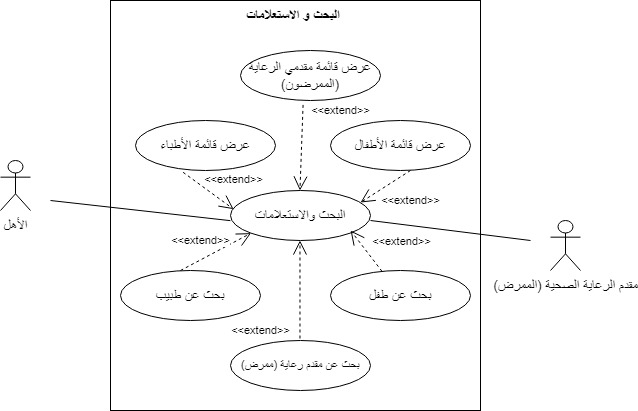 البحث و الاستعلامات
عرض قائمة مقدمي الرعاية
(الممرضون)
<<extend>>
عرض قائمة الأطباء
عرض قائمة الأطفال
<<extend>>
<<extend>>
الأهل
البحث والاستعلامات
<<extend>>
<<extend>>
مقدم الرعاية الصحية (الممرض)
بحث عن طبيب
بحث عن طفل
<<extend>>
بحث عن مقدم رعاية (ممرض)